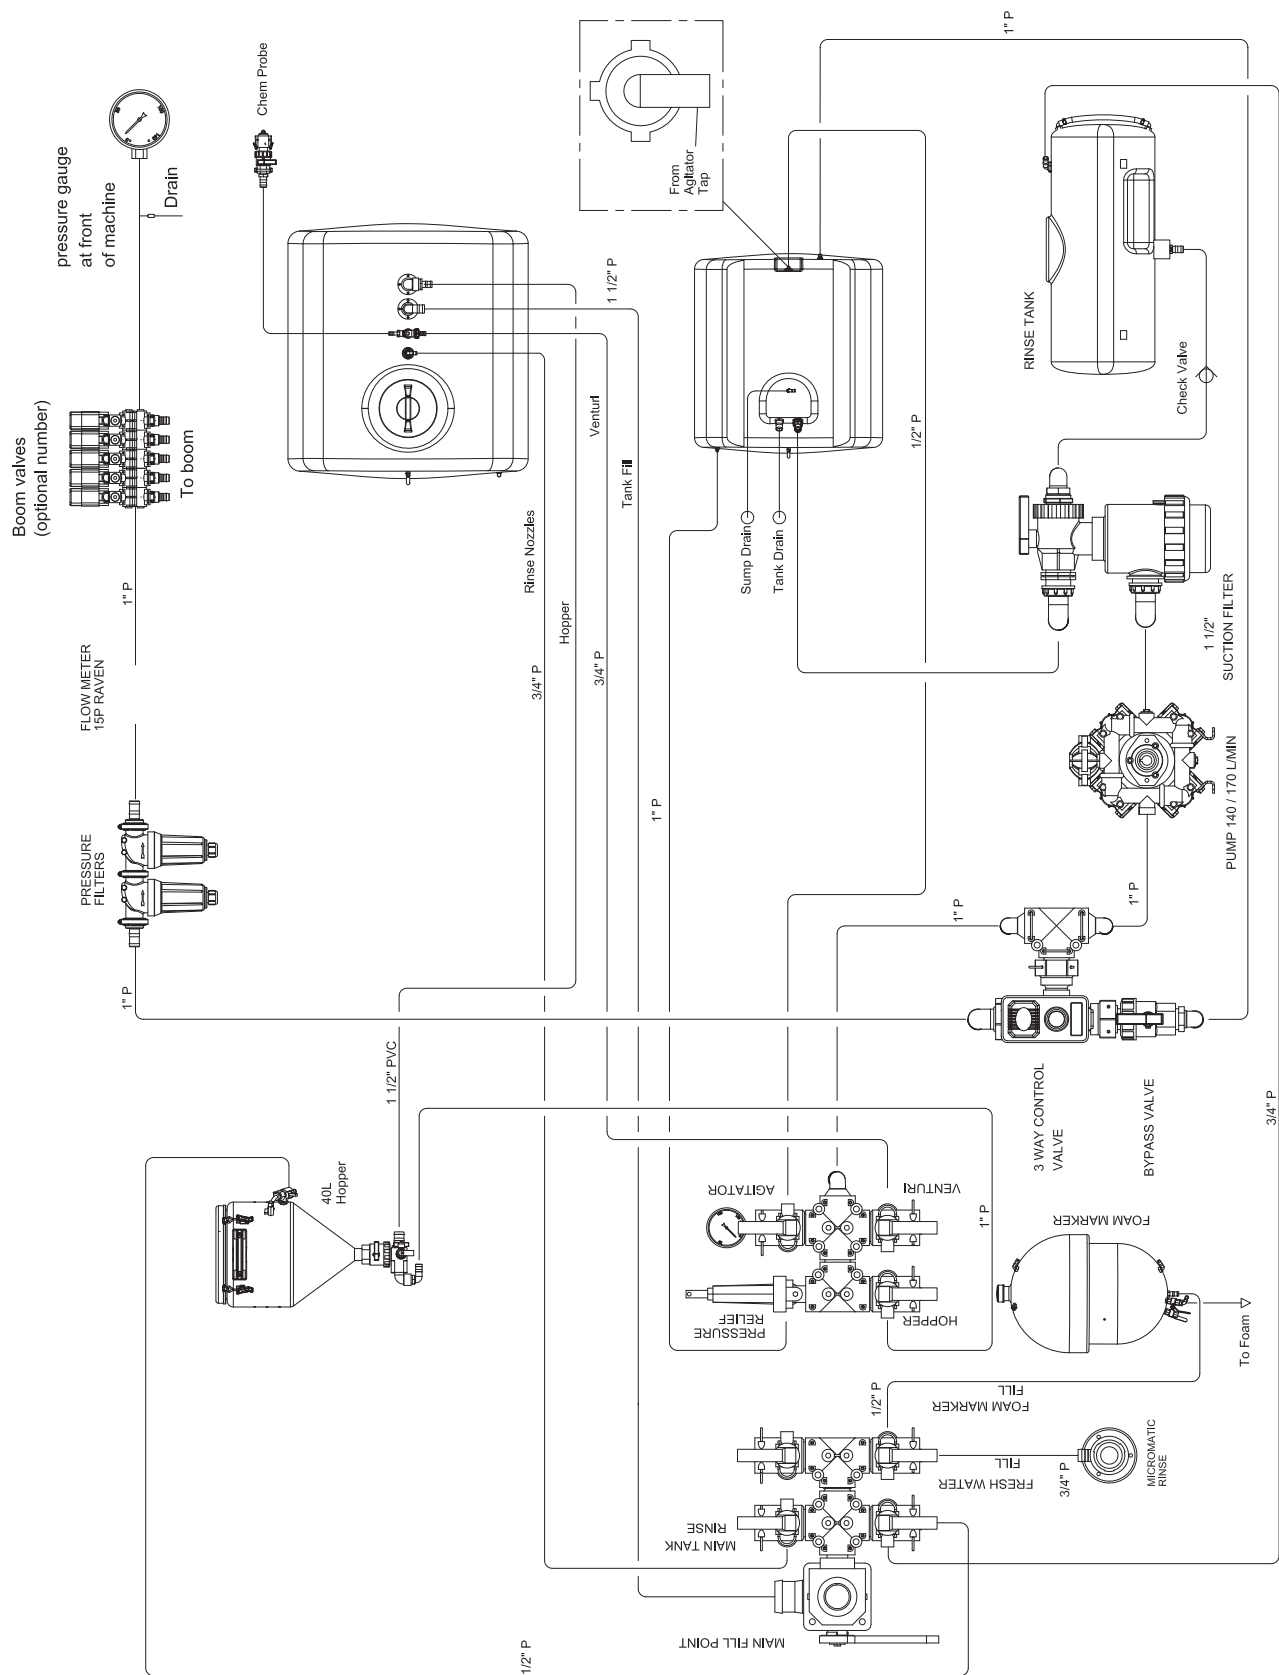 Boom valves
(optional number)
To boom
pressure gauge
at front
of machine
Drain
Chem Probe
1" P
FLOW METER
15P RAVEN
PRESSURE
FILTERS
1" P
Rinse Nozzles
3/4" P
Hopper
Venturi
3/4" P
Tank Fill
1 1/2" P
From
Agitator
Tap
1" P
Sump Drain
Tank Drain
1/2" P
1" P
RINSE TANK
Check Valve
1 1/2"
SUCTION FILTER
PUMP 140 / 170 L/MIN
1" P
1" P
3 WAY CONTROL
VALVE
BYPASS VALVE
3/4" P
1 1/2" PVC
40L
Hopper
AGITATOR
VENTURI
1" P
PRESSURE
RELIEF
HOPPER
FOAM MARKER
To Foam
1/2" P
FOAM MARKER
FILL
FRESH WATER
FILL
3/4" P
MICROMATIC
RINSE
MAIN TANK
RINSE
MAIN FILL POINT
1/2" P